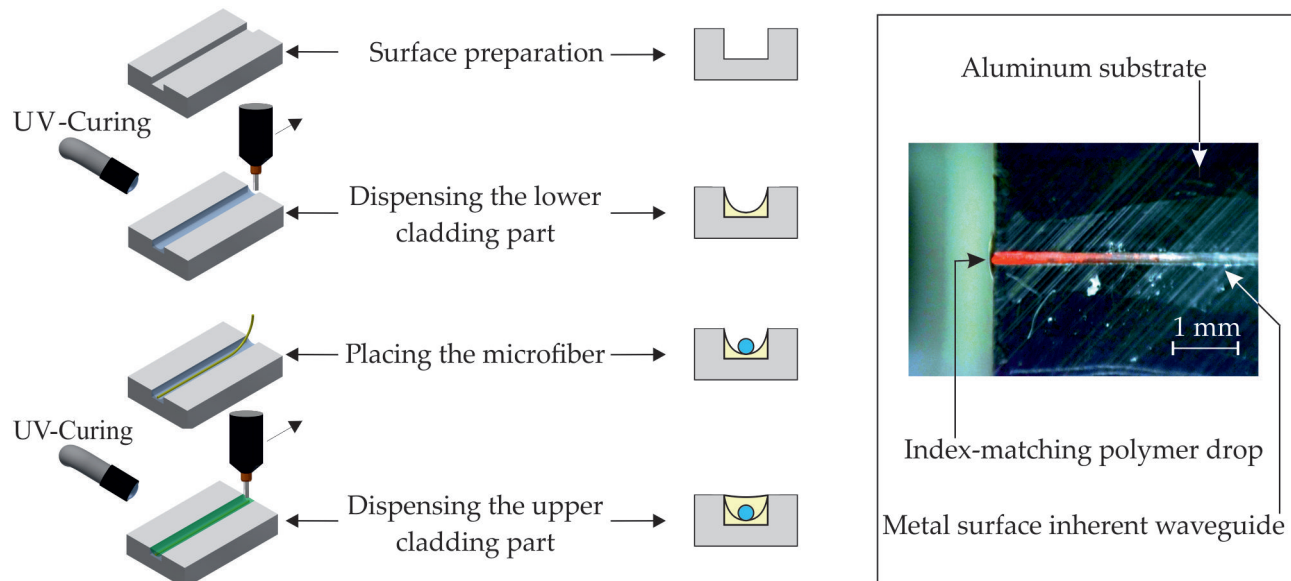 Surface preparation
UV-Curing
Dispensing the lower
cladding part
Placing the microfiber
UV-Curing
Dispensing the upper
cladding part
Aluminum substrate
1 mm
Index-matching polymer drop
Metal surface inherent waveguide